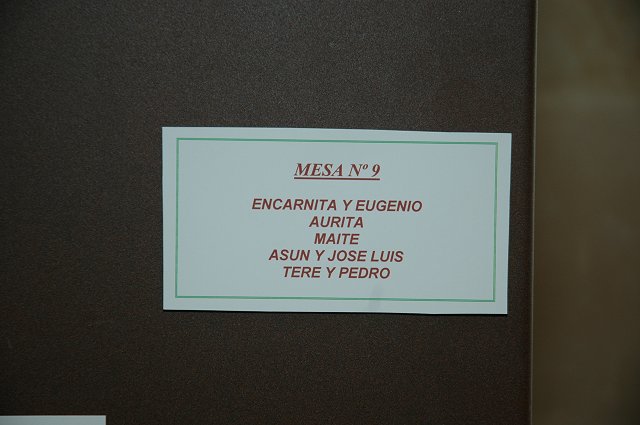 MESA Nº 9
ENCARNITA Y EUGENIO
AURITA
MAITE
ASUN Y JOSE LUIS
TERE Y PEDRO